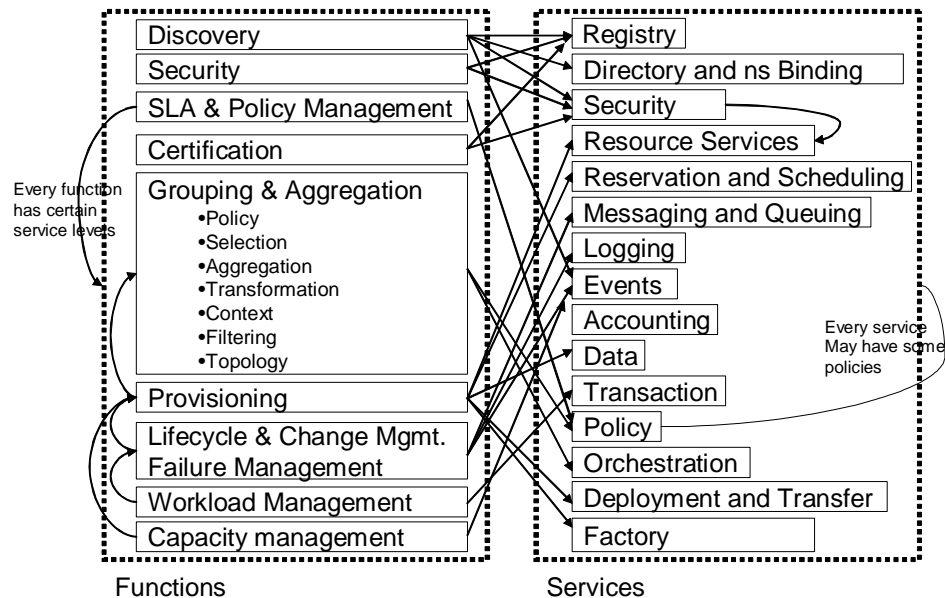 Discovery
Security
SLA & Policy Management
Certification
Grouping & Aggregation
•Policy
•Selection
•Aggregation
•Transformation
•Context
•Filtering
•Topology
Provisioning
Lifecycle & Change Mgmt.
Failure Management
Workload Management
Capacity management
Every function
has certain
service levels
Functions
Registry
Directory and ns Binding
Security
Resource Services
Reservation and Scheduling
Messaging and Queuing
Logging
Events
Accounting
Data
Transaction
Policy
Orchestration
Deployment and Transfer
Factory
Every service
May have some
policies
Services